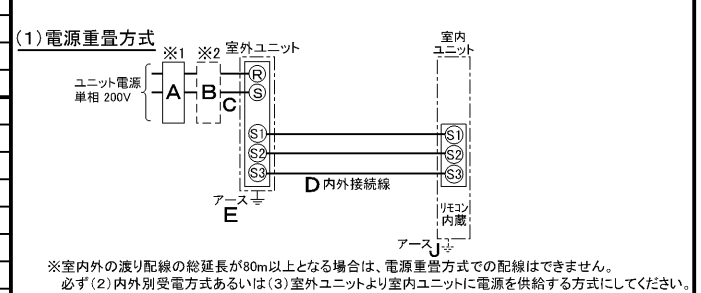 (1)電源重畳方式
※1
※2
室外ユニット
室内
ユニット
ユニット電源
単相 200V
A
B
C
R
S
S1
S2
S3
S1
S2
S3
D 内外接続線
アース
E
リモコン
内蔵
アース
J
※室内外の渡り配線の総延長が80m以上となる場合は、電源重畳方式での配線はできません。
必ず(2)内外別受電方式あるいは(3)室外ユニットより室内ユニットに電源を供給する方式にしてください。